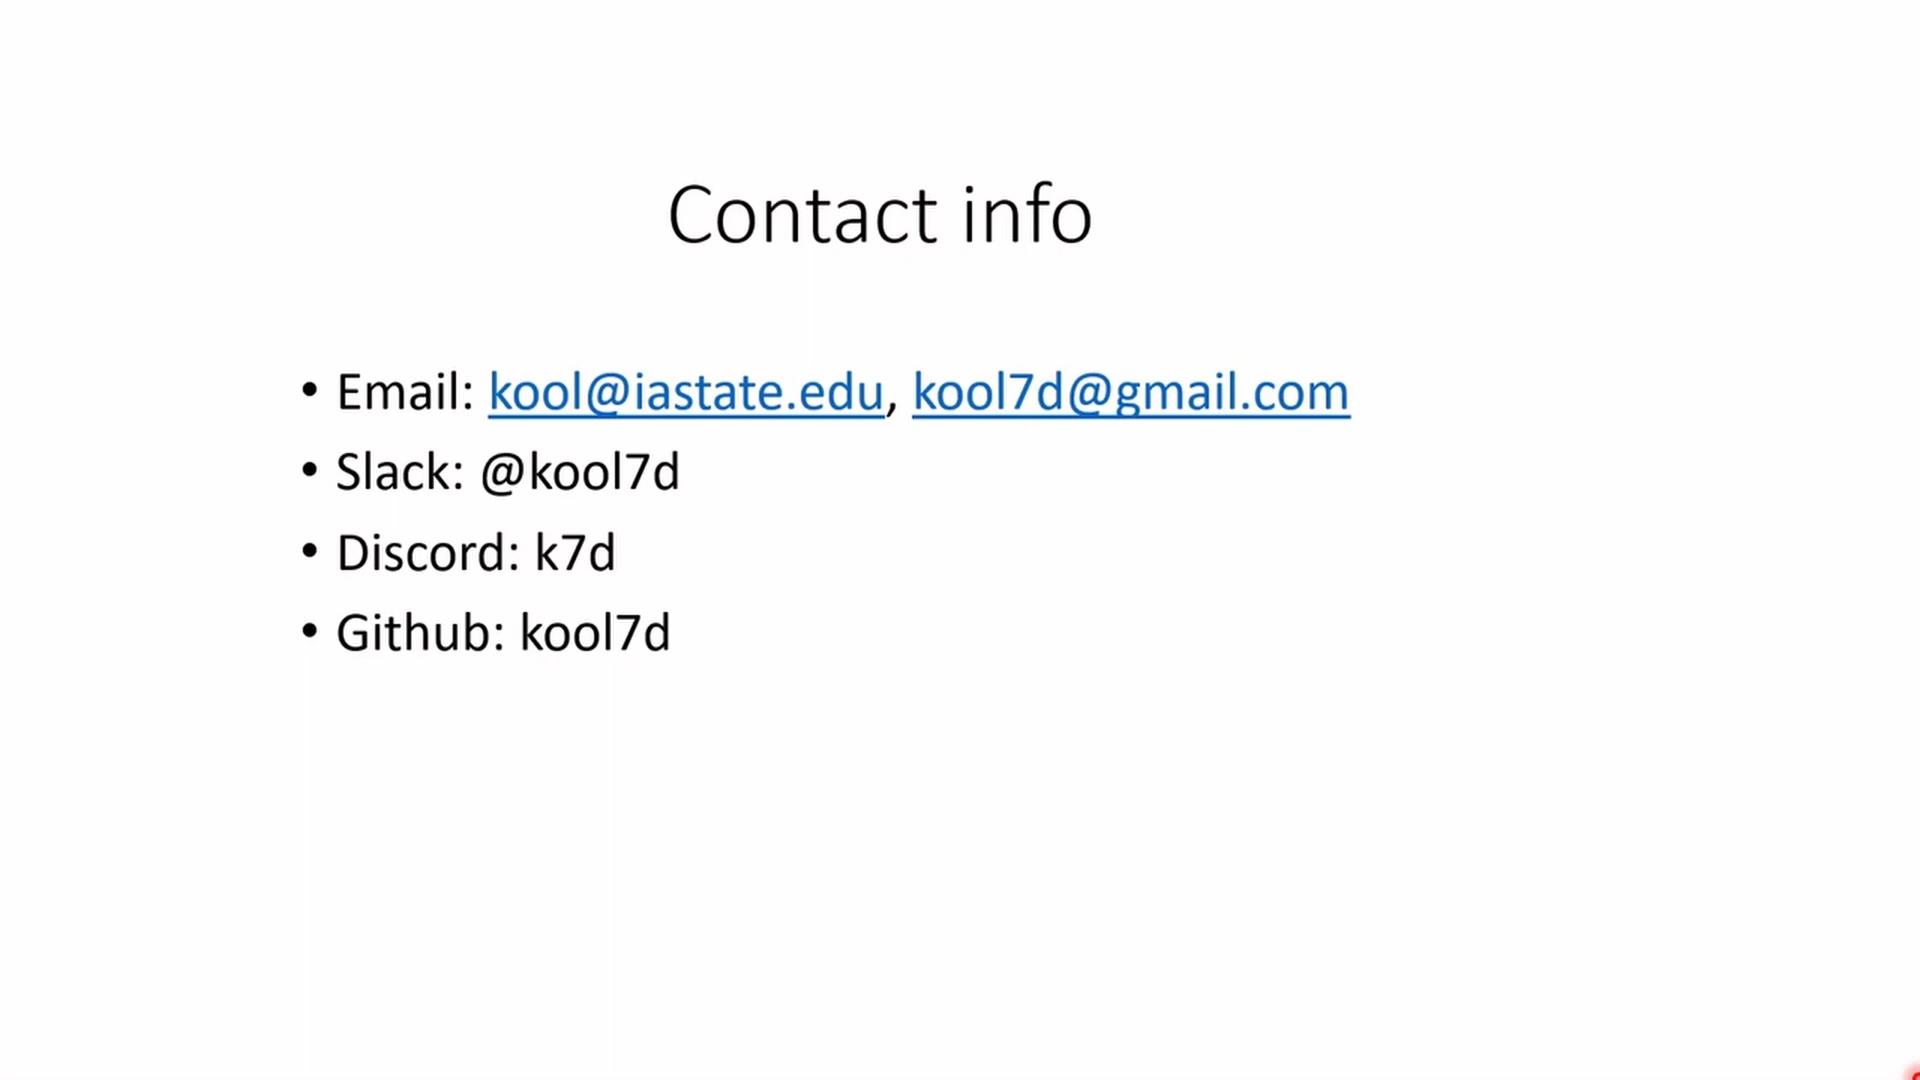 Contact info
• Email: kool@iastate.edu, kool7d@gmail.com
• Slack: @kool7d
• Discord: k7d
• Github: kool7d